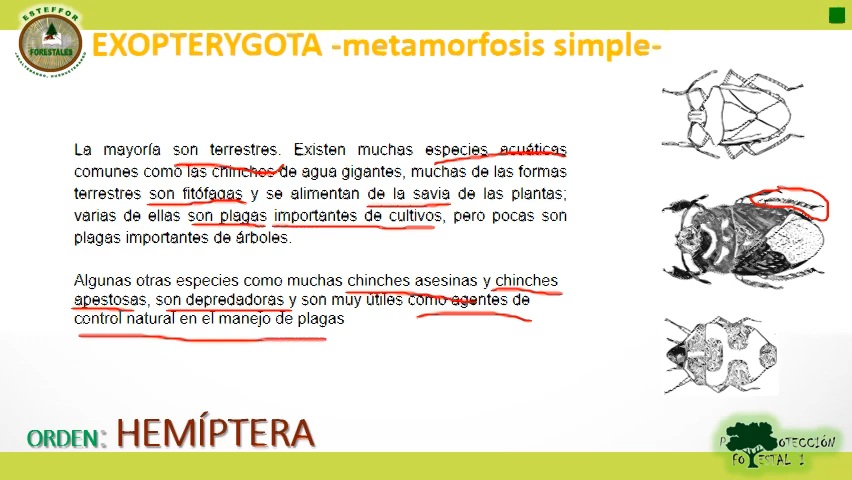 ESTEFFOR
FORESTALES
EXOPTERYGOTA -metamorfosis simple-
La mayoría son terrestres. Existen muchas especies acuáticas
comunes como las chinches de agua gigantes, muchas de las formas
terrestres son fitófagas y se alimentan de la savia de las plantas;
varias de ellas son plagas importantes de cultivos, pero pocas son
plagas importantes de árboles.
Algunas otras especies como muchas chinches asesinas y chinches
apestosas, son depredadoras y son muy útiles como agentes de
control natural en el manejo de plagas
ORDEN: HEMÍPTERA